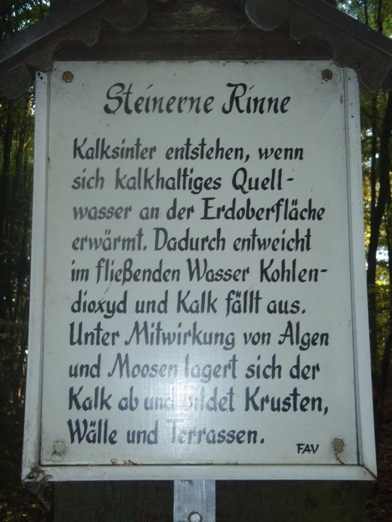 Steinerne Rinne
Kalksinter entstehen, wenn
sich kalkhaltiges Quell-
wasser an der Erdoberfläche
erwärmt. Dadurch entweicht
im fließenden Wasser Kohlen-
dioxyd und Kalk fällt aus.
Unter Mitwirkung von Algen
und Moosen lagert sich der
Kalk ab und bildet Krusten,
Wälle und Terrassen.
FAV